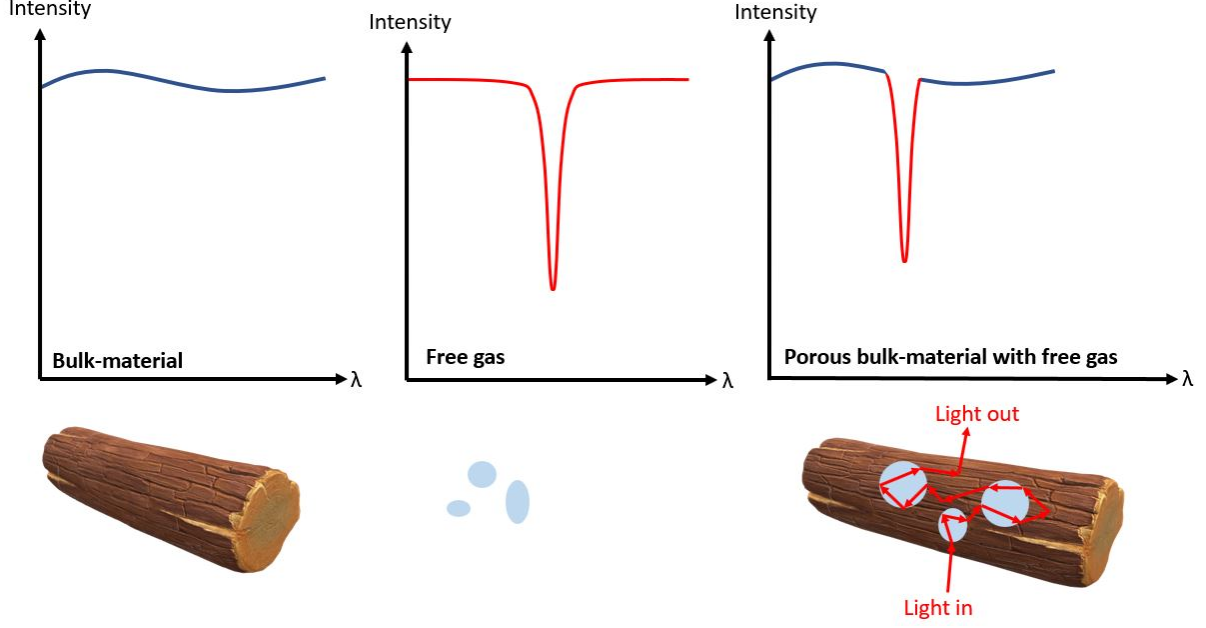 Intensity
Intensity
Intensity
Bulk-material
λ
Free gas
λ
Porous bulk-material with free gas
λ
Light out
Light in